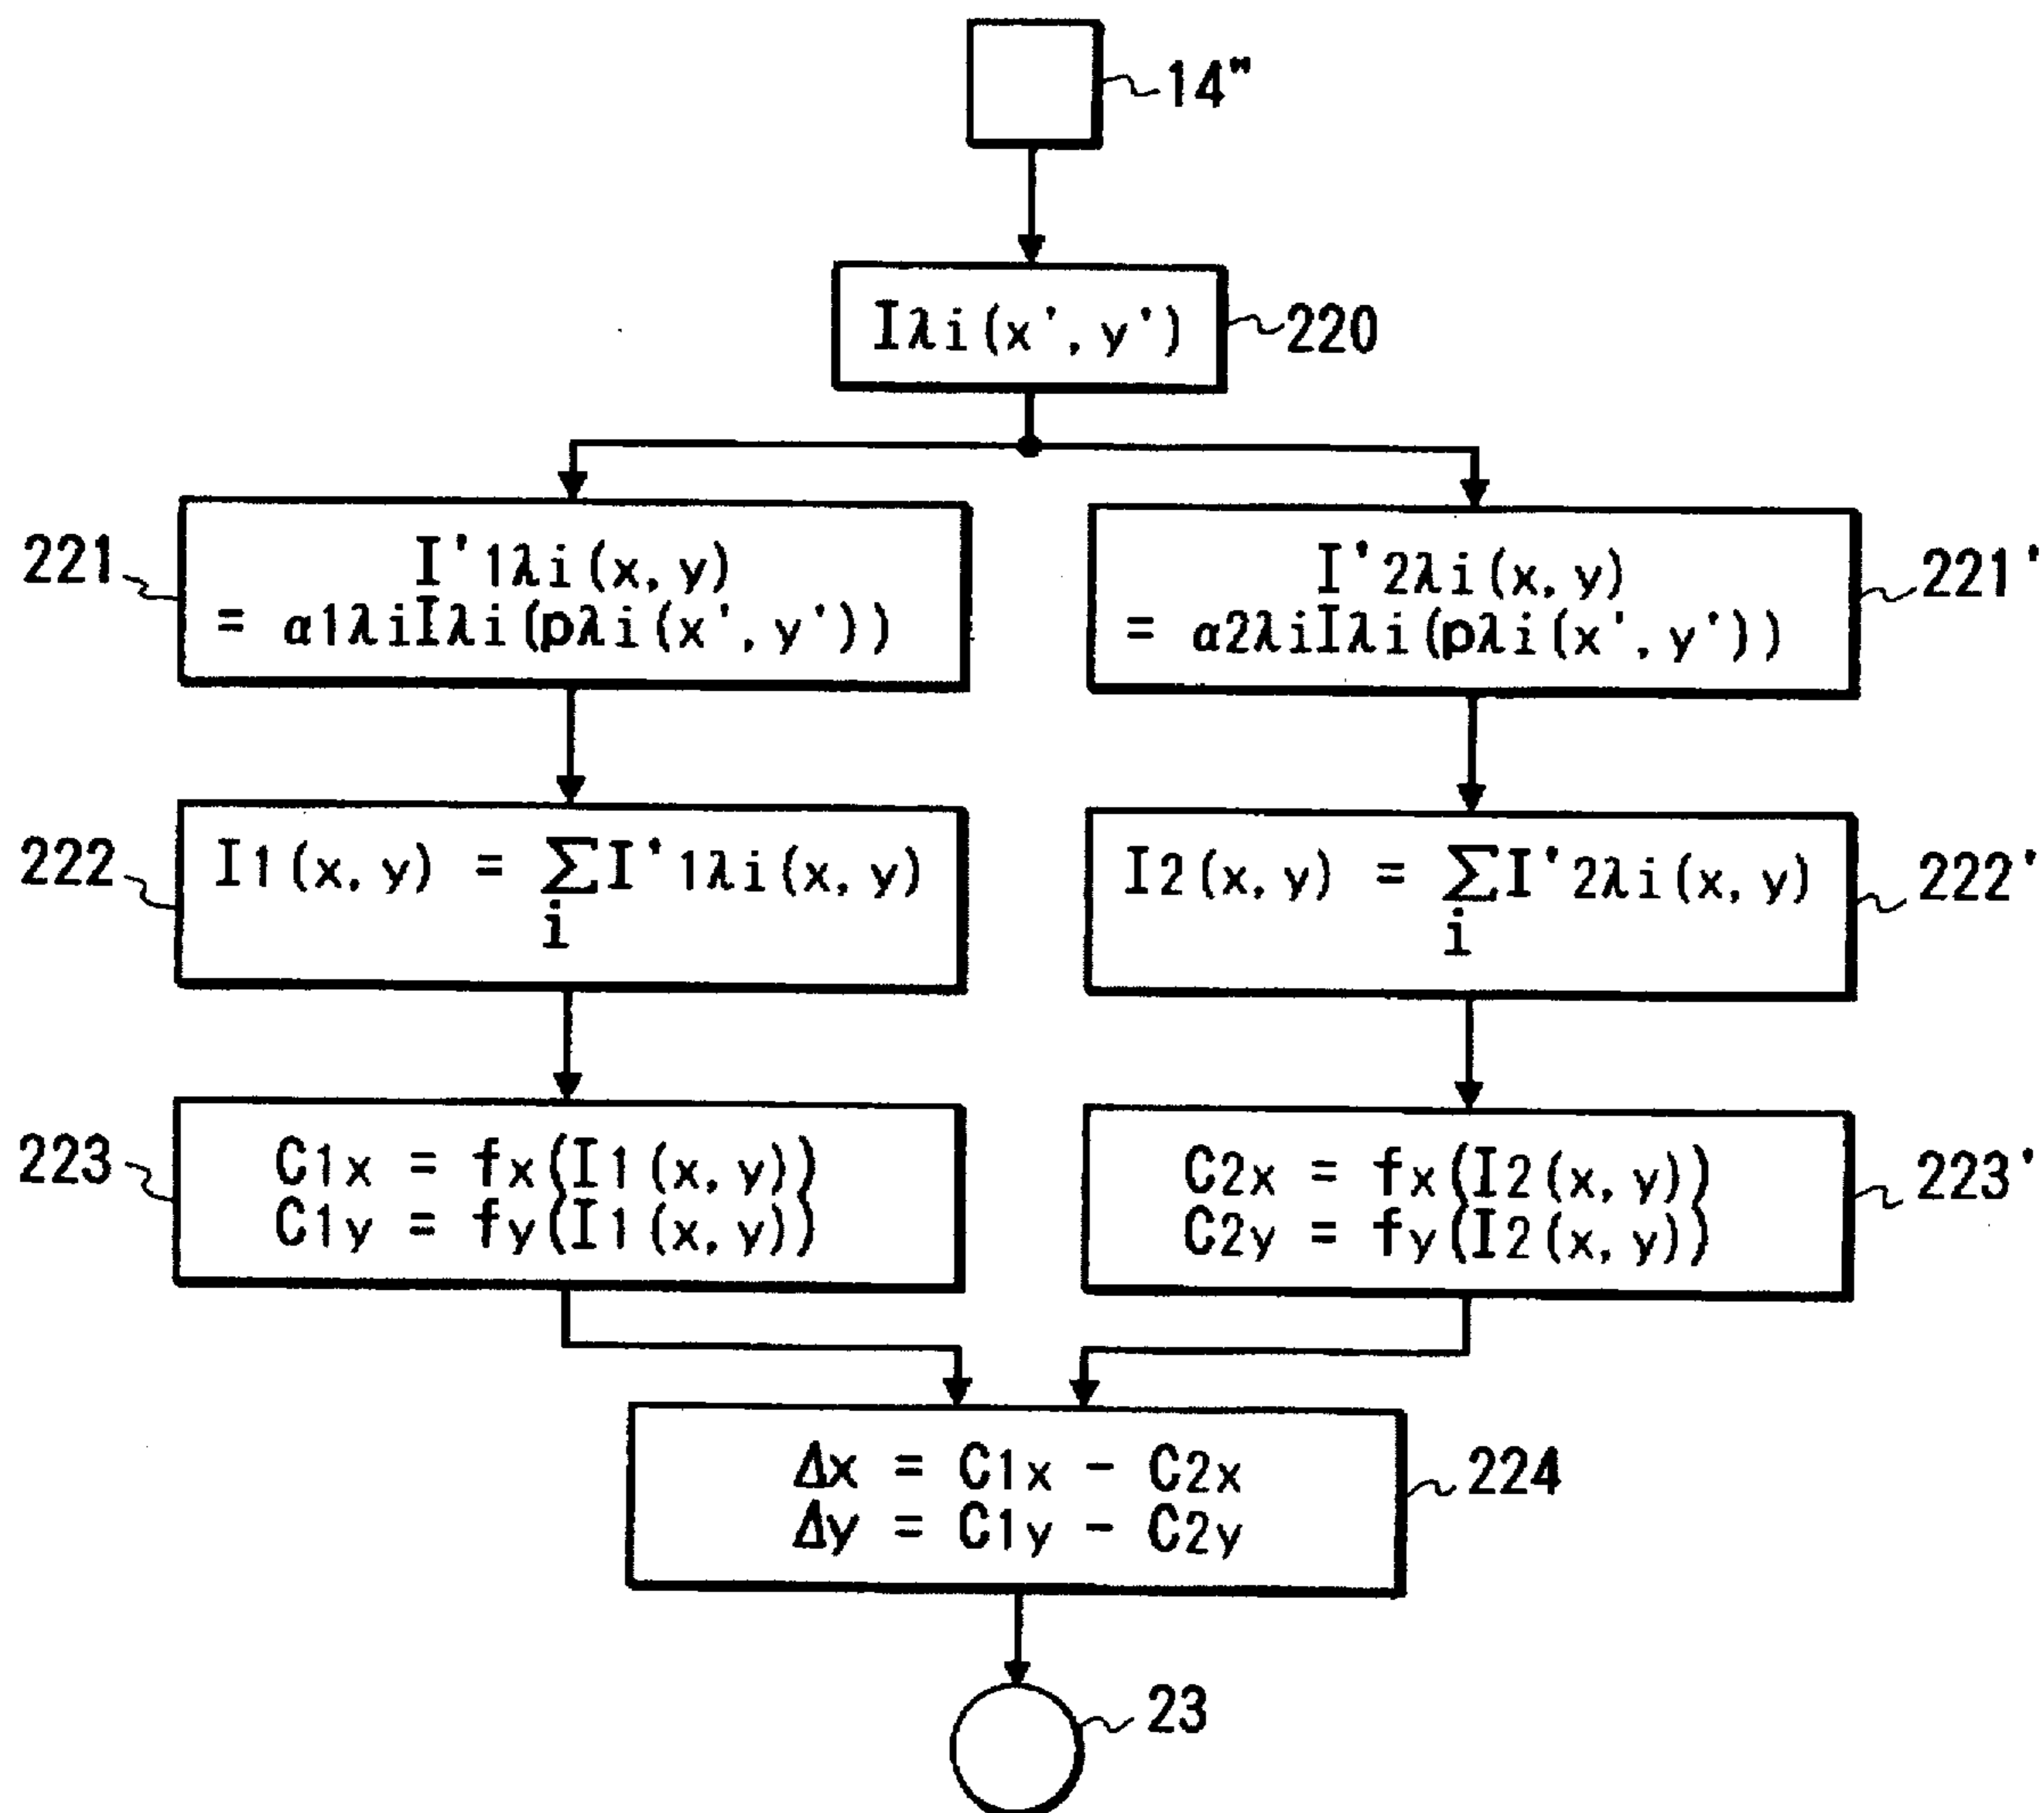 14"
Iλi(x', y')
220
221
I'1λi(x, y)
= α1λiIλi(pλi(x', y'))
I'2λi(x, y)
= α2λiIλi(pλi(x', y'))
221'
222
I1(x, y) = ∑I'1λi(x, y)
i
I2(x, y) = ∑I'2λi(x, y)
i
222'
223
C1x = fx(I1(x, y))
C1y = fy(I1(x, y))
C2x = fx(I2(x, y))
C2y = fy(I2(x, y))
223'
Δx = C1x - C2x
Δy = C1y - C2y
224
23